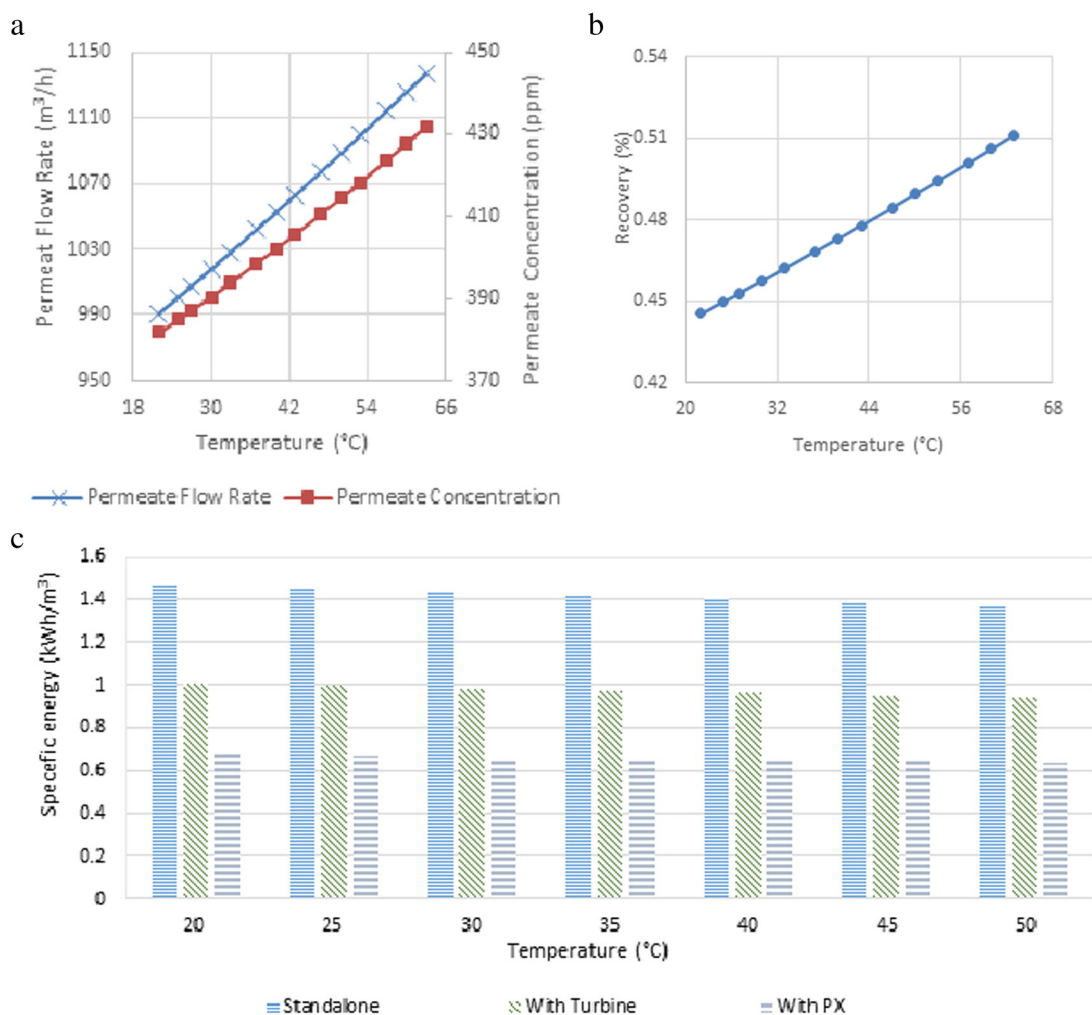 a
Permeat Flow Rate (m³/h)
1150
1110
1070
1030
990
950
450
430
410
390
370
Permeate Concentration (ppm)
18 30 42 54 66
Temperature (°C)
Permeate Flow Rate Permeate Concentration
b
Recovery (%)
0.54
0.51
0.48
0.45
0.42
20 32 44 56 68
Temperature (°C)
c
Specefic energy (kWh/m³)
1.6
1.4
1.2
1
0.8
0.6
0.4
0.2
0
20 25 30 35 40 45 50
Temperature (°C)
Standalone With Turbine With PX